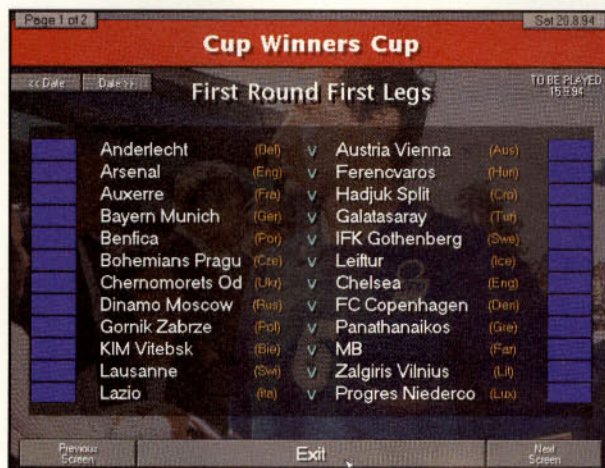 Page 1 of 2
Sat 20.8.94
Cup Winners Cup
<< Date Date >>
First Round First Legs
TO BE PLAYED
15.9.94
Anderlecht (Bel) v Austria Vienna (Aus)
Arsenal (Eng) v Ferencvaros (Hun)
Auxerre (Fra) v Hadjuk Split (Cro)
Bayern Munich (Ger) v Galatasaray (Tur)
Benfica (Por) v IFK Gothenberg (Swe)
Bohemians Pragu (Cze) v Leiftur (Ice)
Chernomorets Od (Ukr) v Chelsea (Eng)
Dinamo Moscow (Rus) v FC Copenhagen (Den)
Gornik Zabrze (Pol) v Panathanaikos (Gre)
KIM Vitebsk (Bie) v MB (Far)
Lausanne (Swi) v Zalgiris Vilnius (Lit)
Lazio (Ita) v Progres Niederco (Lux)
Previous
Screen
Exit
Next
Screen